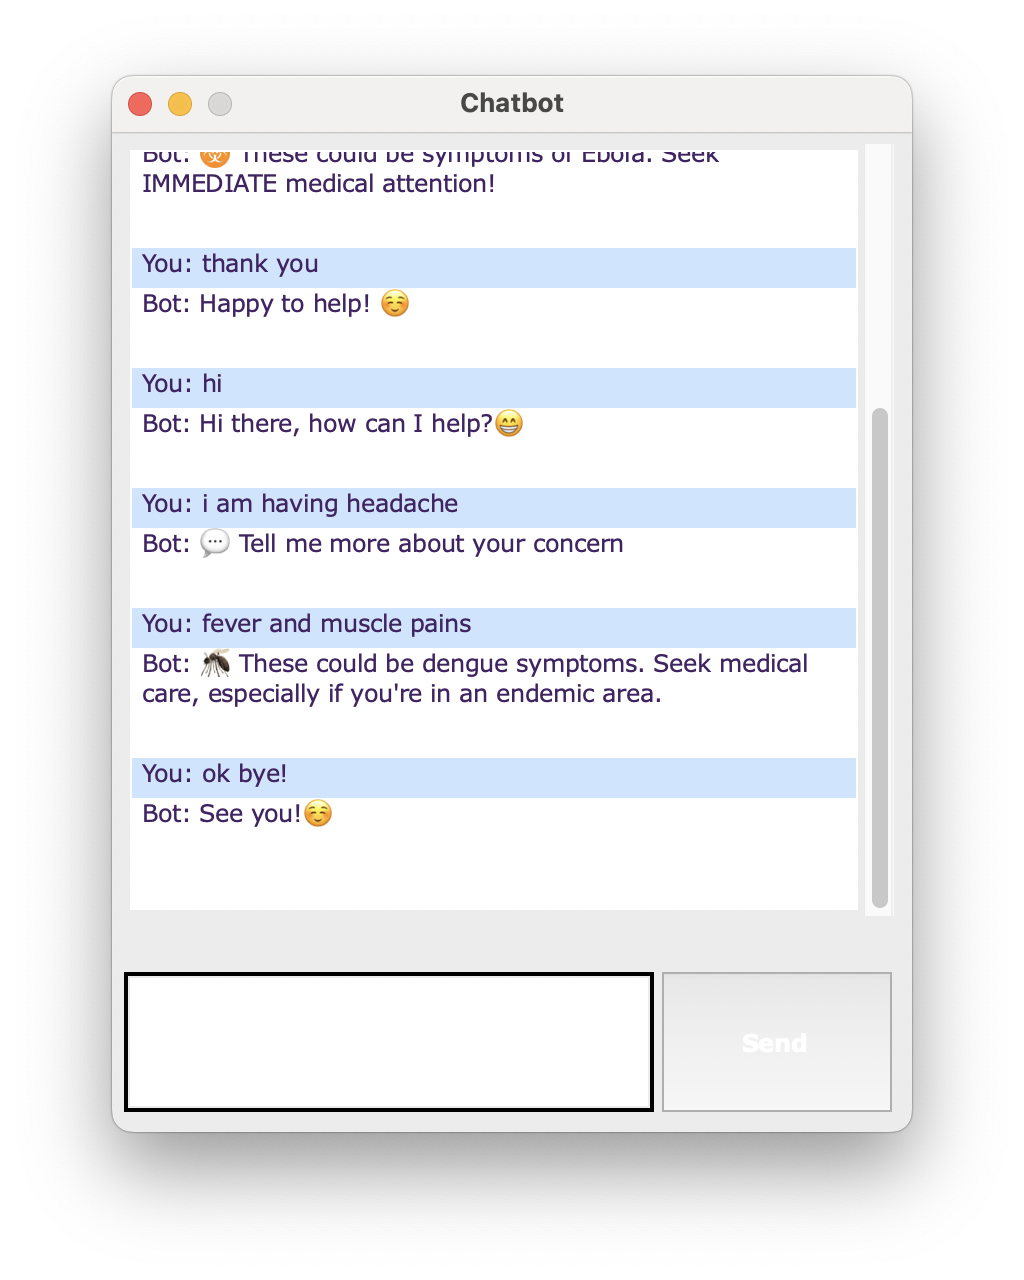 Chatbot
Bot: ☣️ These could be symptoms of Ebola. Seek
IMMEDIATE medical attention!
You: thank you
Bot: Happy to help! ☺️
You: hi
Bot: Hi there, how can I help?😁
You: i am having headache
Bot: 💬 Tell me more about your concern
You: fever and muscle pains
Bot: 🦟 These could be dengue symptoms. Seek medical
care, especially if you're in an endemic area.
You: ok bye!
Bot: See you!☺️
Send